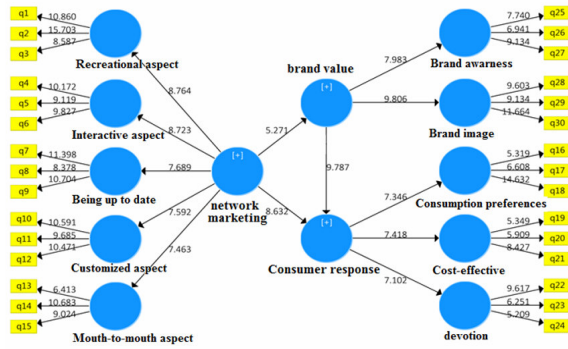 q1
10.860
q2
15.703
q3
8.587
Recreational aspect
q4
10.172
q5
9.119
q6
9.827
Interactive aspect
q7
11.398
q8
8.378
q9
10.704
Being up to date
q10
10.591
q11
9.685
q12
10.471
Customized aspect
q13
6.413
q14
10.683
q15
9.024
Mouth-to-mouth aspect
8.764
8.723
7.689
7.592
7.463
[+]
network
marketing
5.271
8.632
brand value
[+]
9.787
[+]
Consumer response
7.983
9.806
7.346
7.418
7.102
7.740
q25
6.941
q26
9.134
q27
Brand awarness
9.603
q28
9.134
q29
11.664
q30
Brand image
5.319
q16
6.608
q17
14.632
q18
Consumption preferences
5.349
q19
5.909
q20
8.427
q21
Cost-effective
9.617
q22
6.251
q23
5.209
q24
devotion